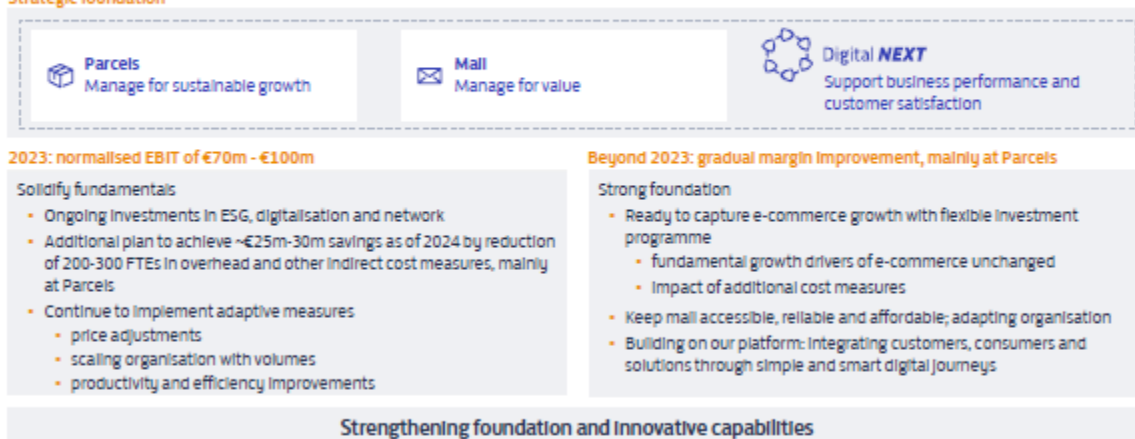 Strategic foundation
Parcels
Manage for sustainable growth
Mail
Manage for value
Digital NEXT
Support business performance and
customer satisfaction
2023: normalised EBIT of €70m - €100m
Solidify fundamentals
Ongoing investments in ESG, digitalisation and network
Additional plan to achieve ~€25m-30m savings as of 2024 by reduction
of 200-300 FTEs in overhead and other indirect cost measures, mainly
at Parcels
Continue to implement adaptive measures
price adjustments
scaling organisation with volumes
productivity and efficiency improvements
Beyond 2023: gradual margin improvement, mainly at Parcels
Strong foundation
Ready to capture e-commerce growth with flexible investment
programme
fundamental growth drivers of e-commerce unchanged
impact of additional cost measures
Keep mail accessible, reliable and affordable; adapting organisation
Building on our platform: integrating customers, consumers and
solutions through simple and smart digital journeys
Strengthening foundation and innovative capabilities